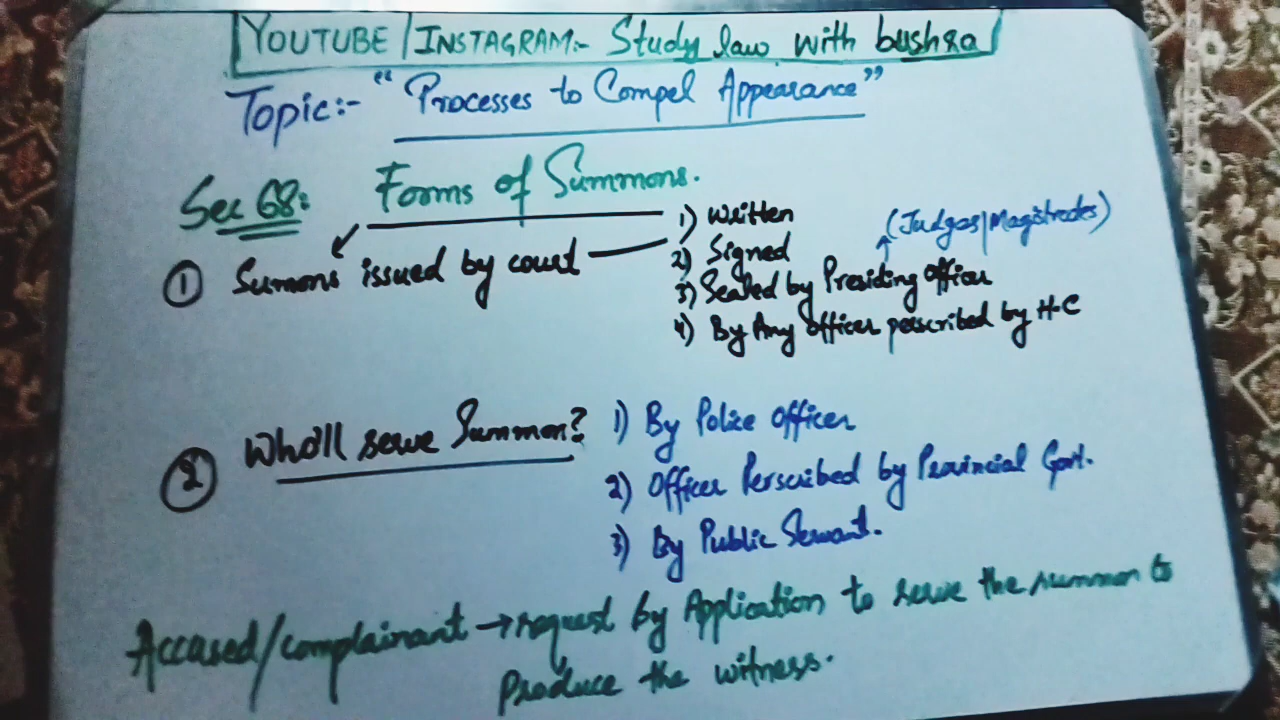 YOUTUBE/INSTAGRAM:- Study law with bushra
Topic:- "Processes to Compel Appearance"
Sec 68: Forms of Summons.
① Sumons issued by court
1) Written
2) Signed
(Judges/Magistrates)
3) Sealed by Presiding Officer
4) By Any officer perscribed by H-C
② Who'll serve Summon?
1) By Police Officer
2) Officer Perscribed by Provincial Govt.
3) By Public Servant.
Accused/complainant → request by Application to serve the summon to
Produce the witness.